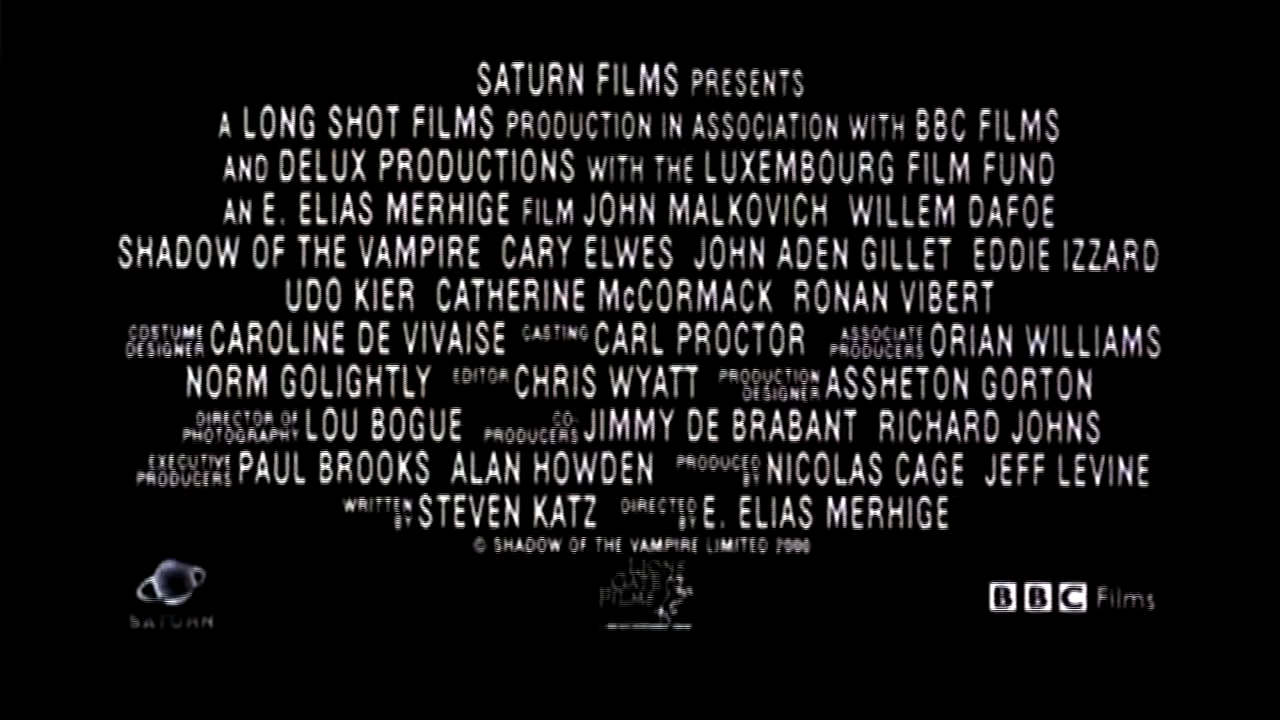 SATURN FILMS PRESENTS
A LONG SHOT FILMS PRODUCTION IN ASSOCIATION WITH BBC FILMS
AND DELUX PRODUCTIONS WITH THE LUXEMBOURG FILM FUND
AN E. ELIAS MERHIGE FILM JOHN MALKOVICH WILLEM DAFOE
SHADOW OF THE VAMPIRE CARY ELWES JOHN ADEN GILLET EDDIE IZZARD
UDO KIER CATHERINE McCORMACK RONAN VIBERT
COSTUME DESIGNER CAROLINE DE VIVAISE CASTING CARL PROCTOR ASSOCIATE PRODUCERS ORIAN WILLIAMS
NORM GOLIGHTLY EDITOR CHRIS WYATT PRODUCTION DESIGNER ASSHETON GORTON
DIRECTOR OF PHOTOGRAPHY LOU BOGUE CO-PRODUCERS JIMMY DE BRABANT RICHARD JOHNS
EXECUTIVE PRODUCERS PAUL BROOKS ALAN HOWDEN PRODUCED BY NICOLAS CAGE JEFF LEVINE
WRITTEN BY STEVEN KATZ DIRECTED BY E. ELIAS MERHIGE
© SHADOW OF THE VAMPIRE LIMITED 2000
SATURN
LIONS GATE FILMS
BBC Films